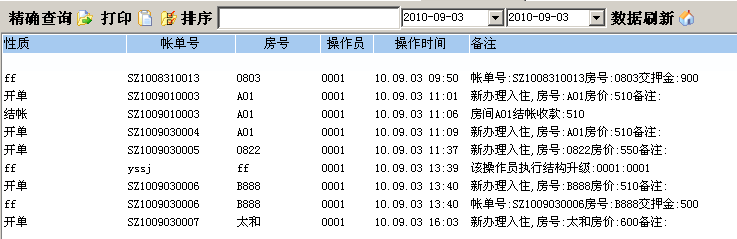 精确查询 打印 排序 2010-09-03 2010-09-03 数据刷新
性质 帐单号 房号 操作员 操作时间 备注
ff SZ1008310013 0803 0001 10.09.03 09:50 帐单号:SZ1008310013房号:0803交押金:900
开单 SZ1009010003 A01 0001 10.09.03 11:01 新办理入住,房号:A01房价:510备注:
结帐 SZ1009010003 A01 0001 10.09.03 11:06 房间A01结帐收款:510
开单 SZ1009030004 A01 0001 10.09.03 11:09 新办理入住,房号:A01房价:510备注:
开单 SZ1009030005 0822 0001 10.09.03 11:37 新办理入住,房号:0822房价:550备注:
ff yssj ff 0001 10.09.03 13:39 该操作员执行结构升级:0001:0001
开单 SZ1009030006 B888 0001 10.09.03 13:40 新办理入住,房号:B888房价:510备注:
ff SZ1009030006 B888 0001 10.09.03 13:40 帐单号:SZ1009030006房号:B888交押金:500
开单 SZ1009030007 太和 0001 10.09.03 16:03 新办理入住,房号:太和房价:600备注: